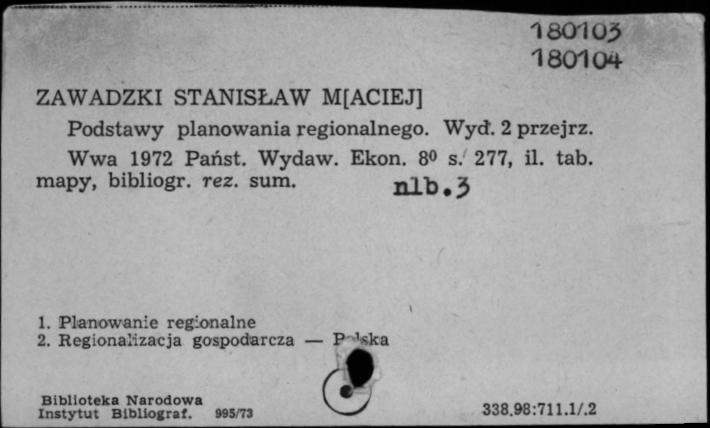 180103
180104
ZAWADZKI STANISŁAW M[ACIEJ]
Podstawy planowania regionalnego. Wyd. 2 przejrz.
Wwa 1972 Państ. Wydaw. Ekon. 8⁰ s. 277, il. tab.
mapy, bibliogr. rez. sum. nlb.3
1. Planowanie regionalne
2. Regionalizacja gospodarcza — Polska
Biblioteka Narodowa
Instytut Bibliograf. 995/73 338.98:711.1/.2